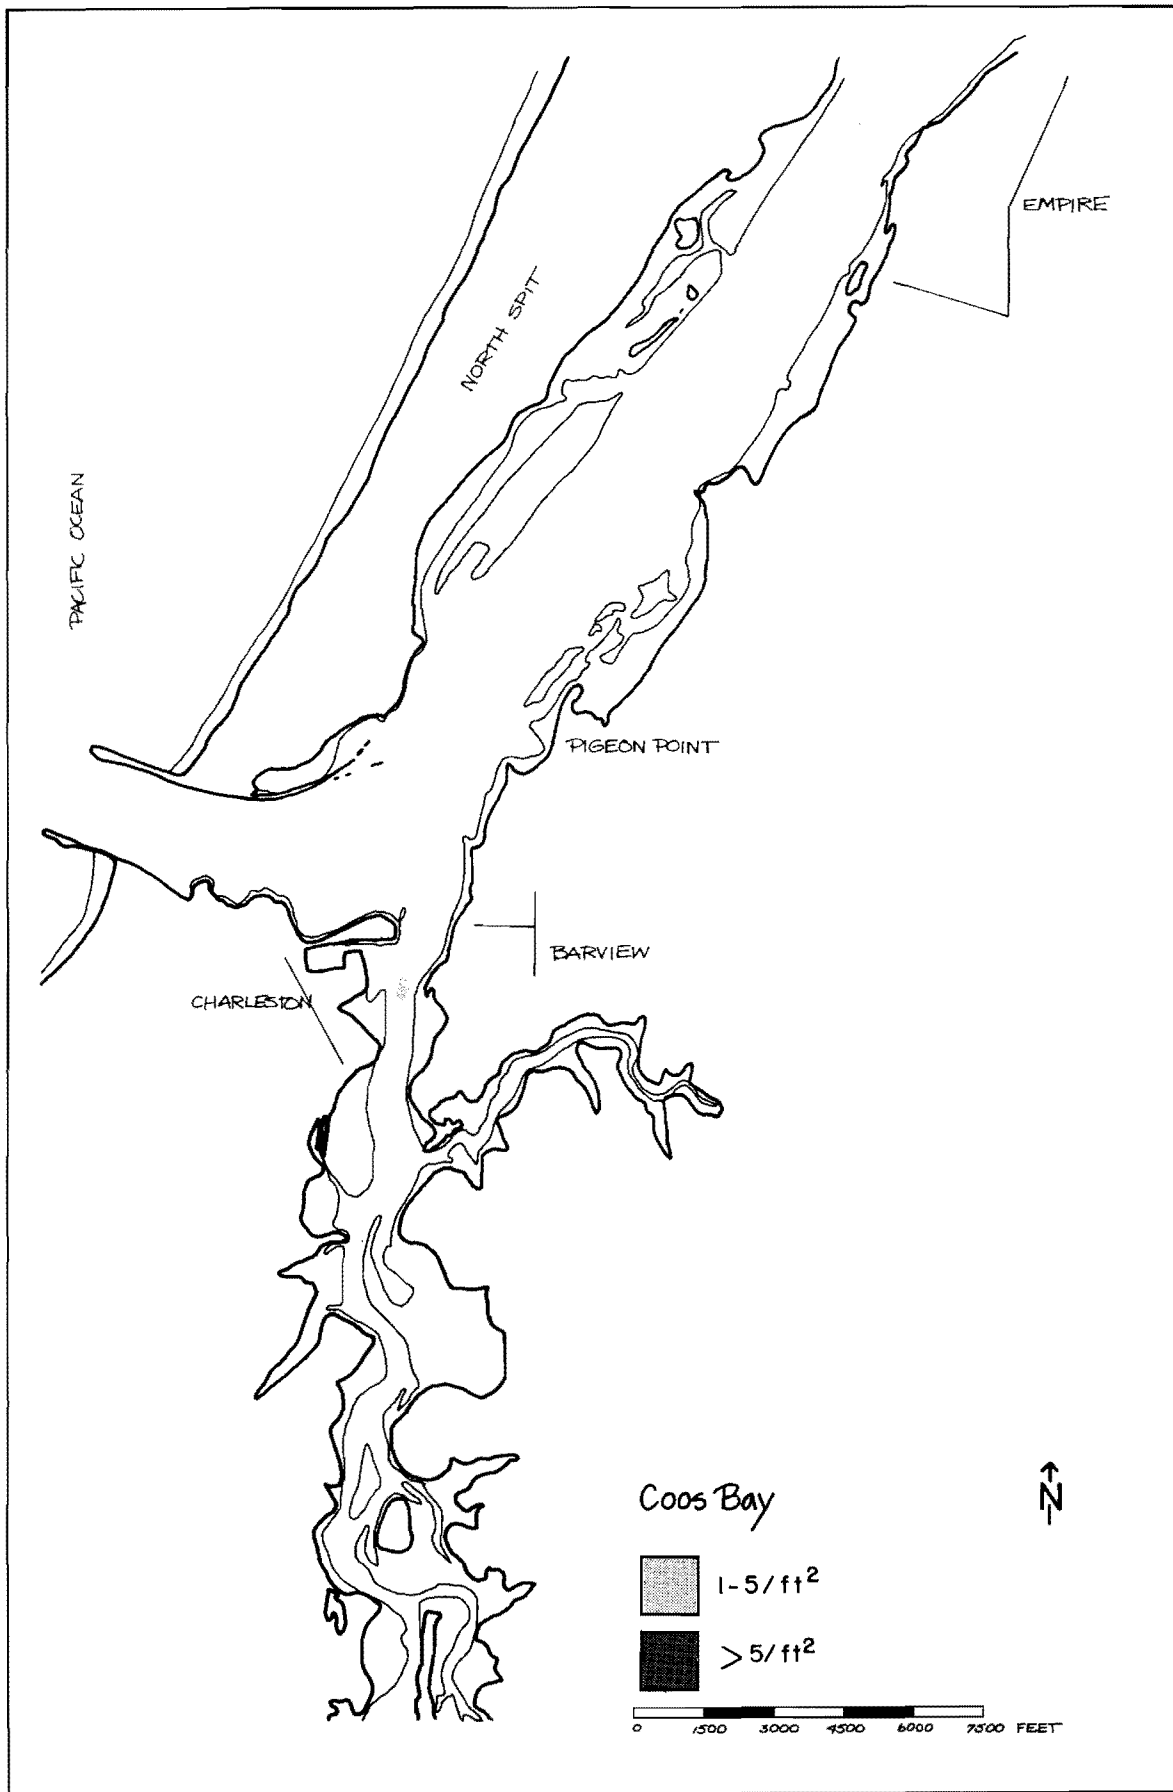 EMPIRE
NORTH SPIT
PACIFIC OCEAN
PIGEON POINT
BARVIEW
CHARLESTON
Coos Bay
N
1-5/ft²
>5/ft²
0 1500 3000 4500 6000 7500 FEET